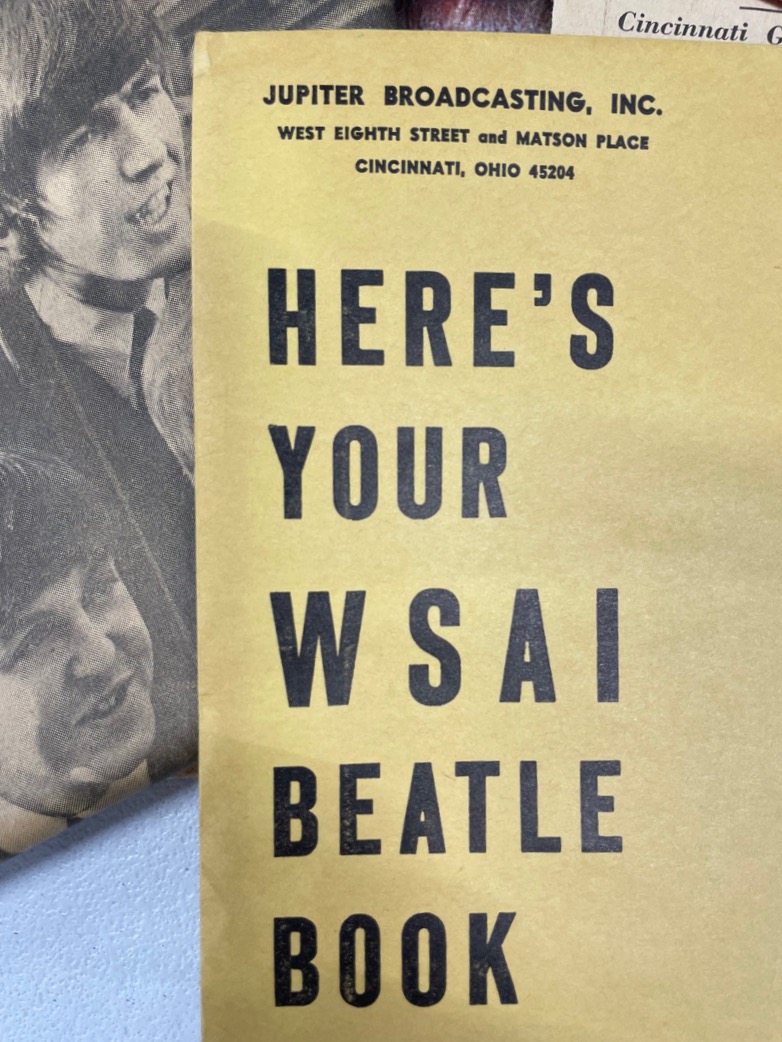 Cincinnati
JUPITER BROADCASTING, INC.
WEST EIGHTH STREET and MATSON PLACE
CINCINNATI, OHIO 45204
HERE'S
YOUR
WSAI
BEATLE
BOOK